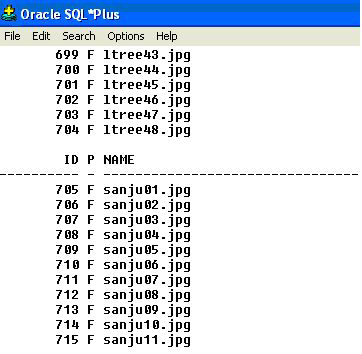 Oracle SQL*Plus
File Edit Search Options Help
699 F ltree43.jpg
700 F ltree44.jpg
701 F ltree45.jpg
702 F ltree46.jpg
703 F ltree47.jpg
704 F ltree48.jpg
ID P NAME
---------- - ----------------------------------
705 F sanju01.jpg
706 F sanju02.jpg
707 F sanju03.jpg
708 F sanju04.jpg
709 F sanju05.jpg
710 F sanju06.jpg
711 F sanju07.jpg
712 F sanju08.jpg
713 F sanju09.jpg
714 F sanju10.jpg
715 F sanju11.jpg